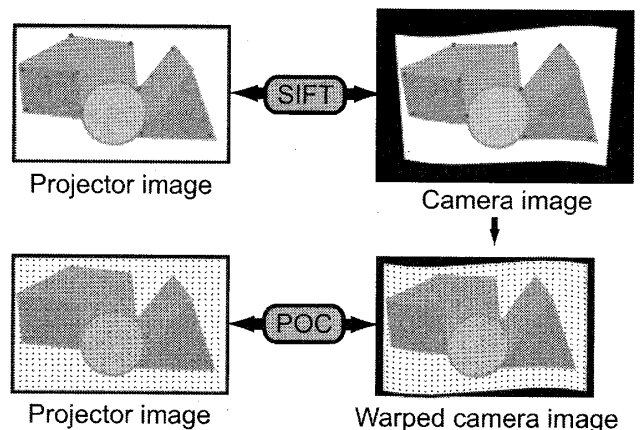 SIFT
Projector image
Camera image
POC
Projector image
Warped camera image